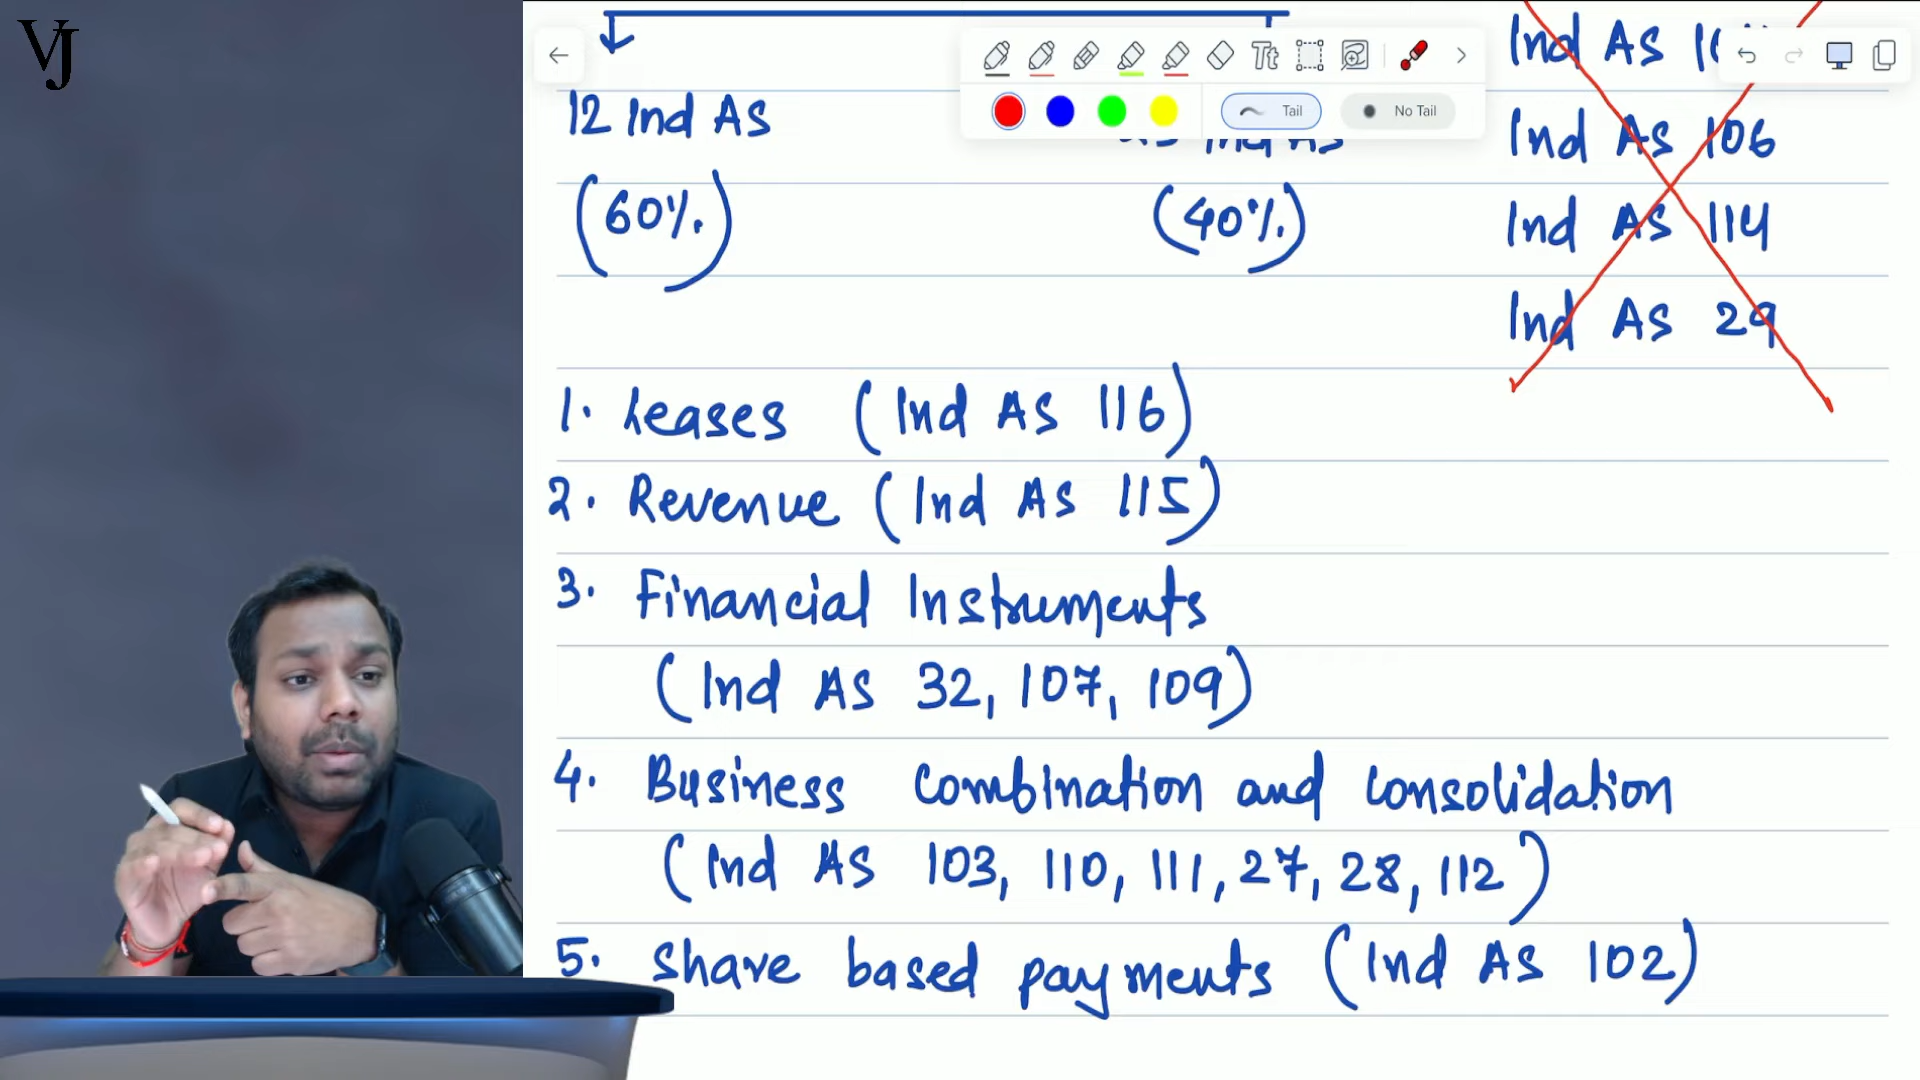 VJ
Tail
No Tail
12 Ind As
Ind As
(60%)
(40%)
Ind As
Ind As 106
Ind As 114
Ind As 29
1. Leases (Ind As 116)
2. Revenue (Ind As 115)
3. Financial Instruments
(Ind As 32, 107, 109)
4. Business Combination and Consolidation
(Ind As 103, 110, 111, 27, 28, 112)
5. Share based payments (Ind As 102)